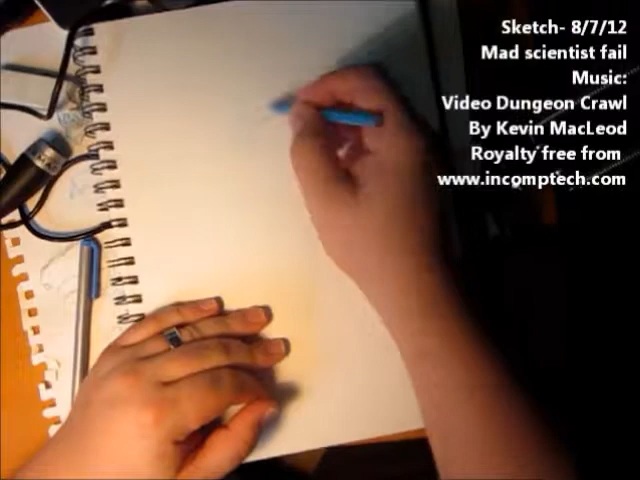 Sketch- 8/7/12
Mad scientist fail
Music:
Video Dungeon Crawl
By Kevin MacLeod
Royalty free from
www.incomptech.com